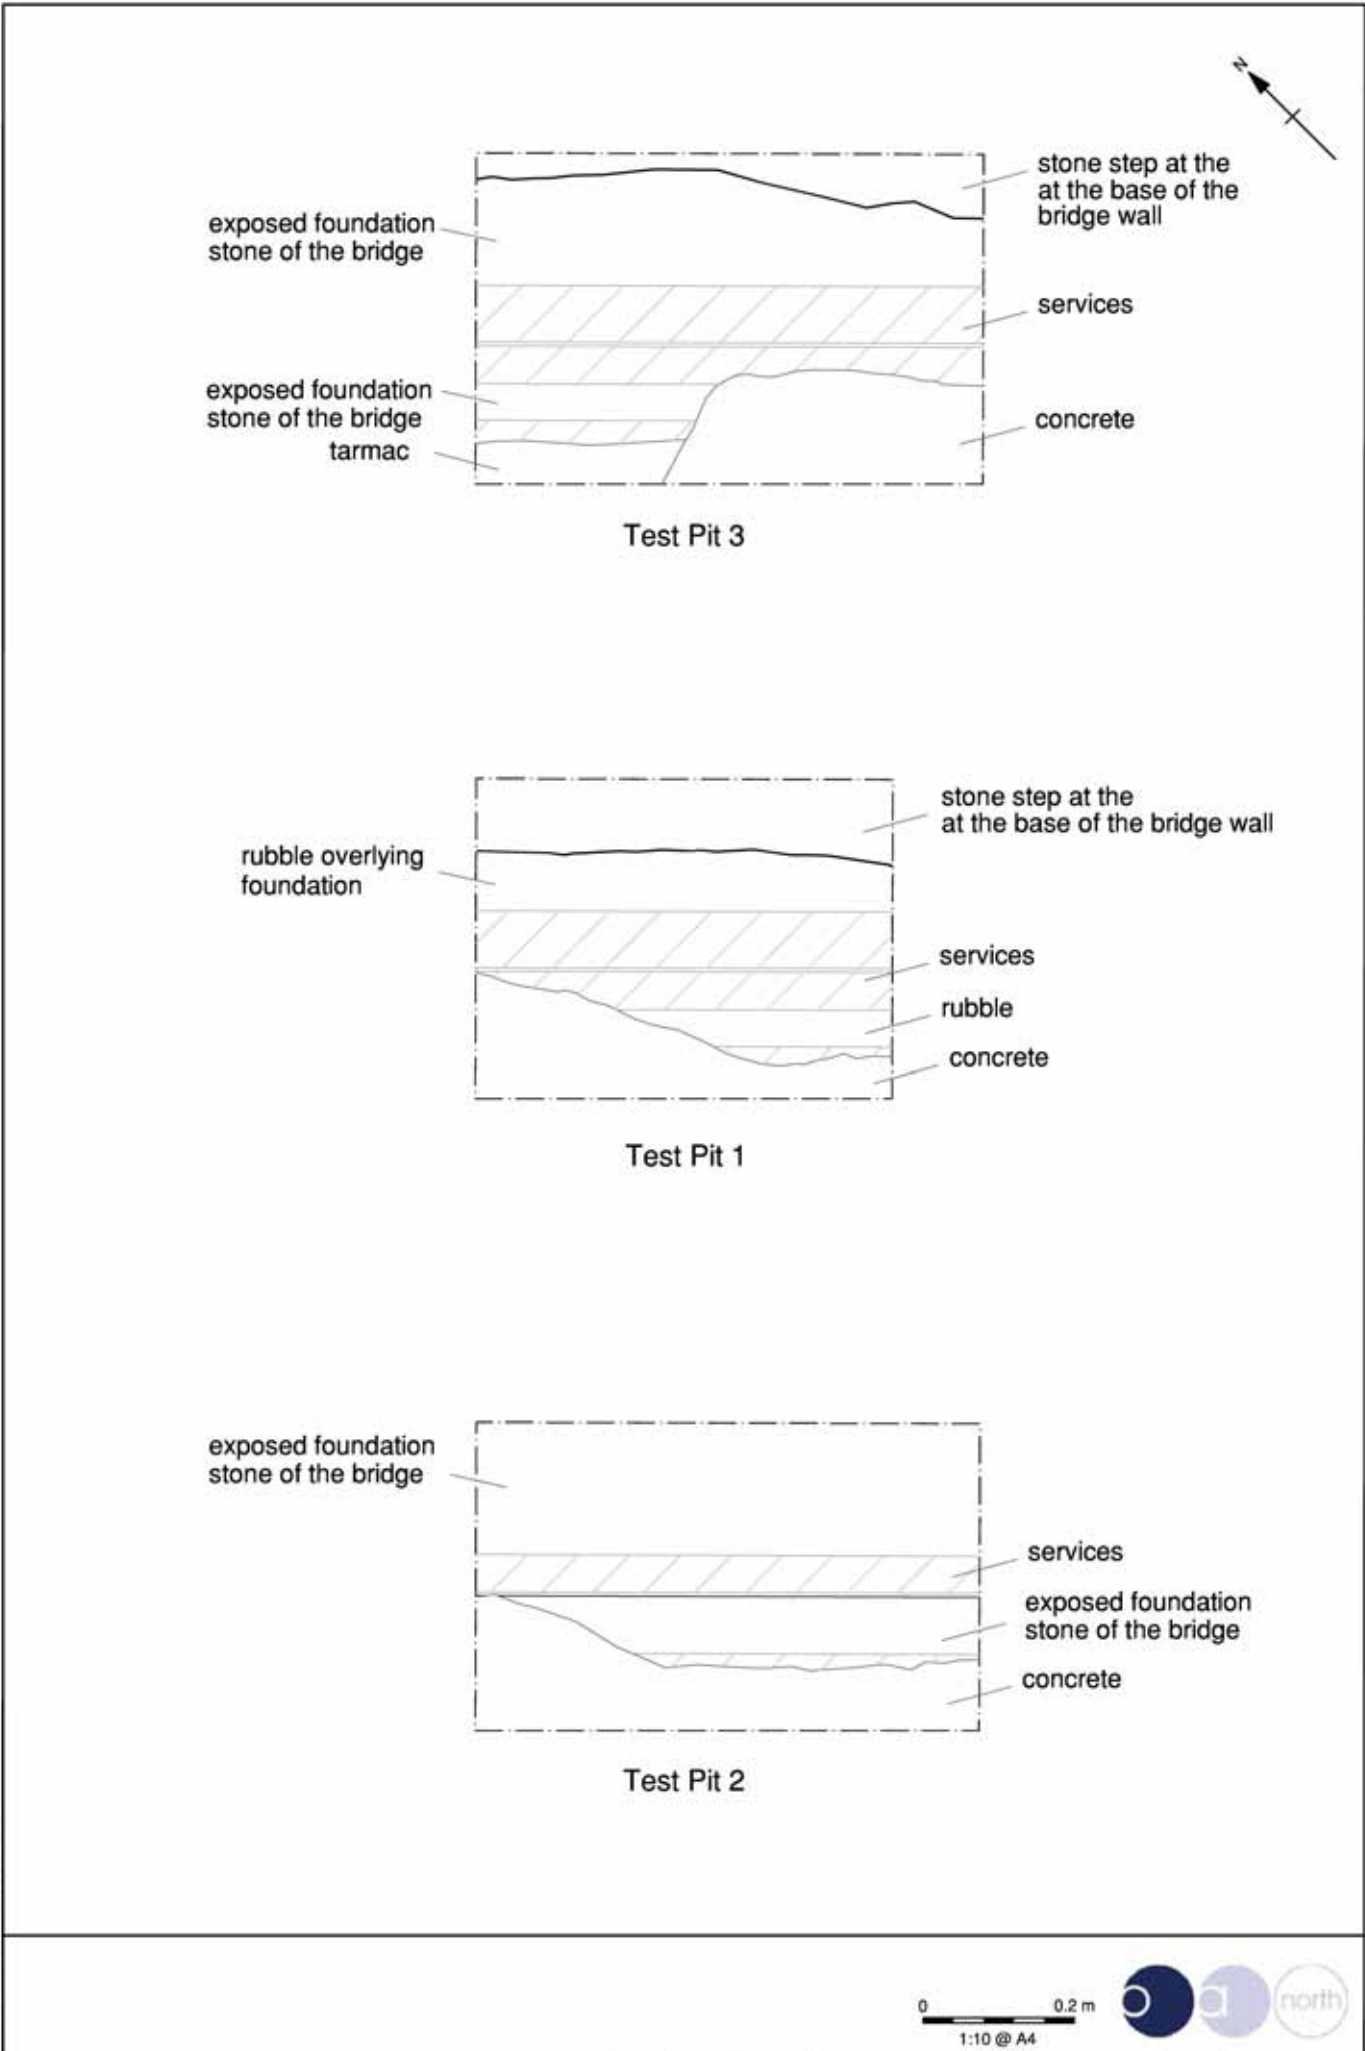 N
stone step at the
at the base of the
bridge wall
exposed foundation
stone of the bridge
services
exposed foundation
stone of the bridge
concrete
tarmac
Test Pit 3
stone step at the
at the base of the bridge wall
rubble overlying
foundation
services
rubble
concrete
Test Pit 1
exposed foundation
stone of the bridge
services
exposed foundation
stone of the bridge
concrete
Test Pit 2
0 0.2 m
1:10 @ A4
o a north